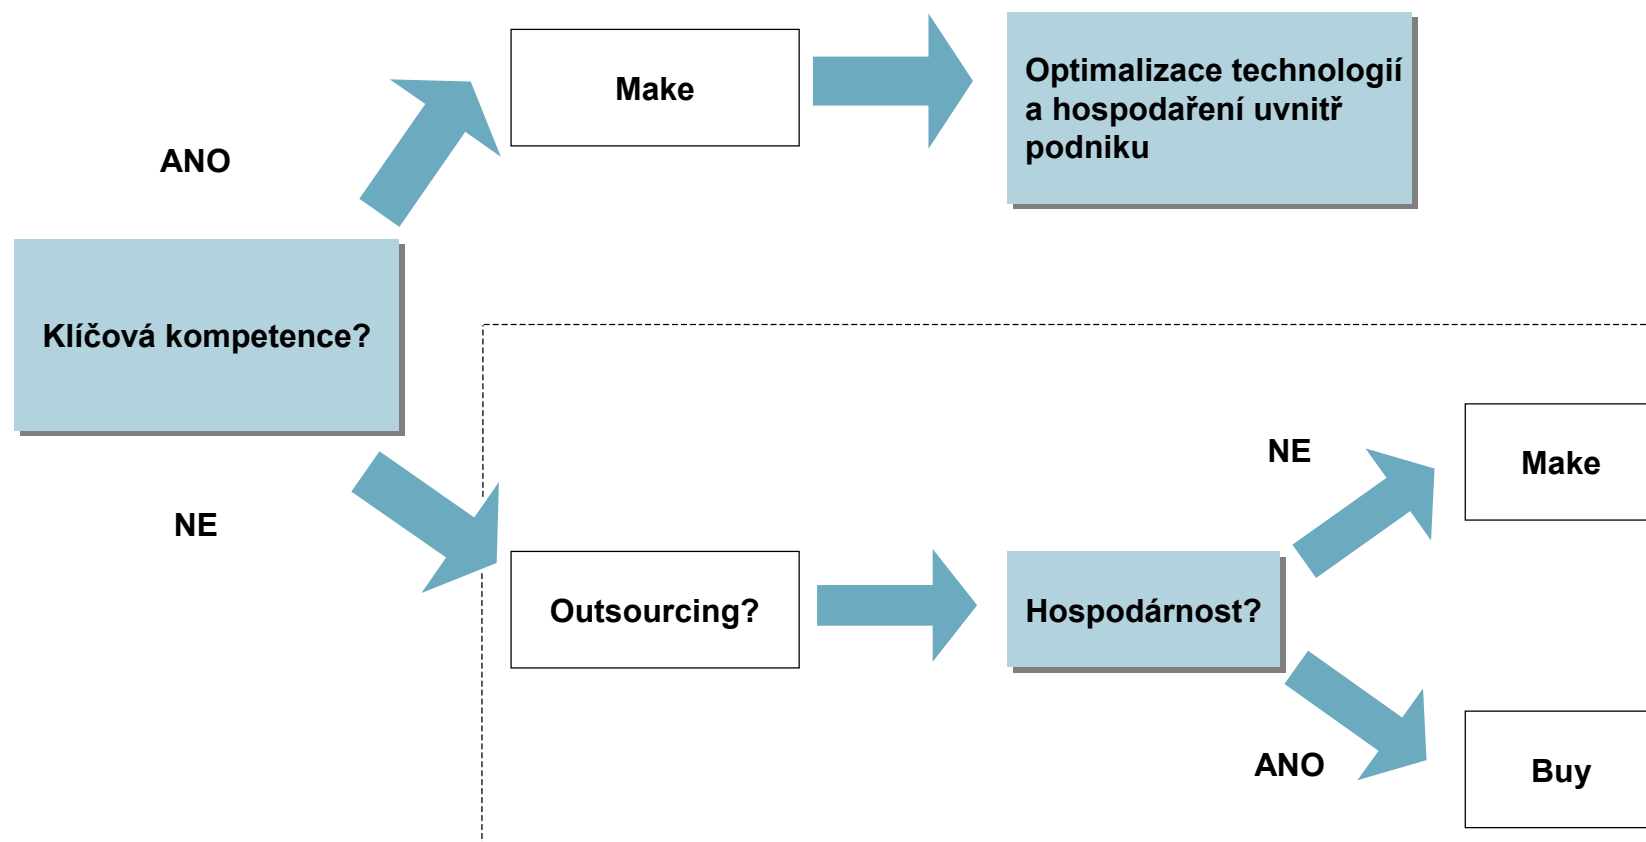 Make
Optimalizace technologií
a hospodaření uvnitř
podniku
ANO
Klíčová kompetence?
NE
NE
Make
Outsourcing?
Hospodárnost?
ANO
Buy